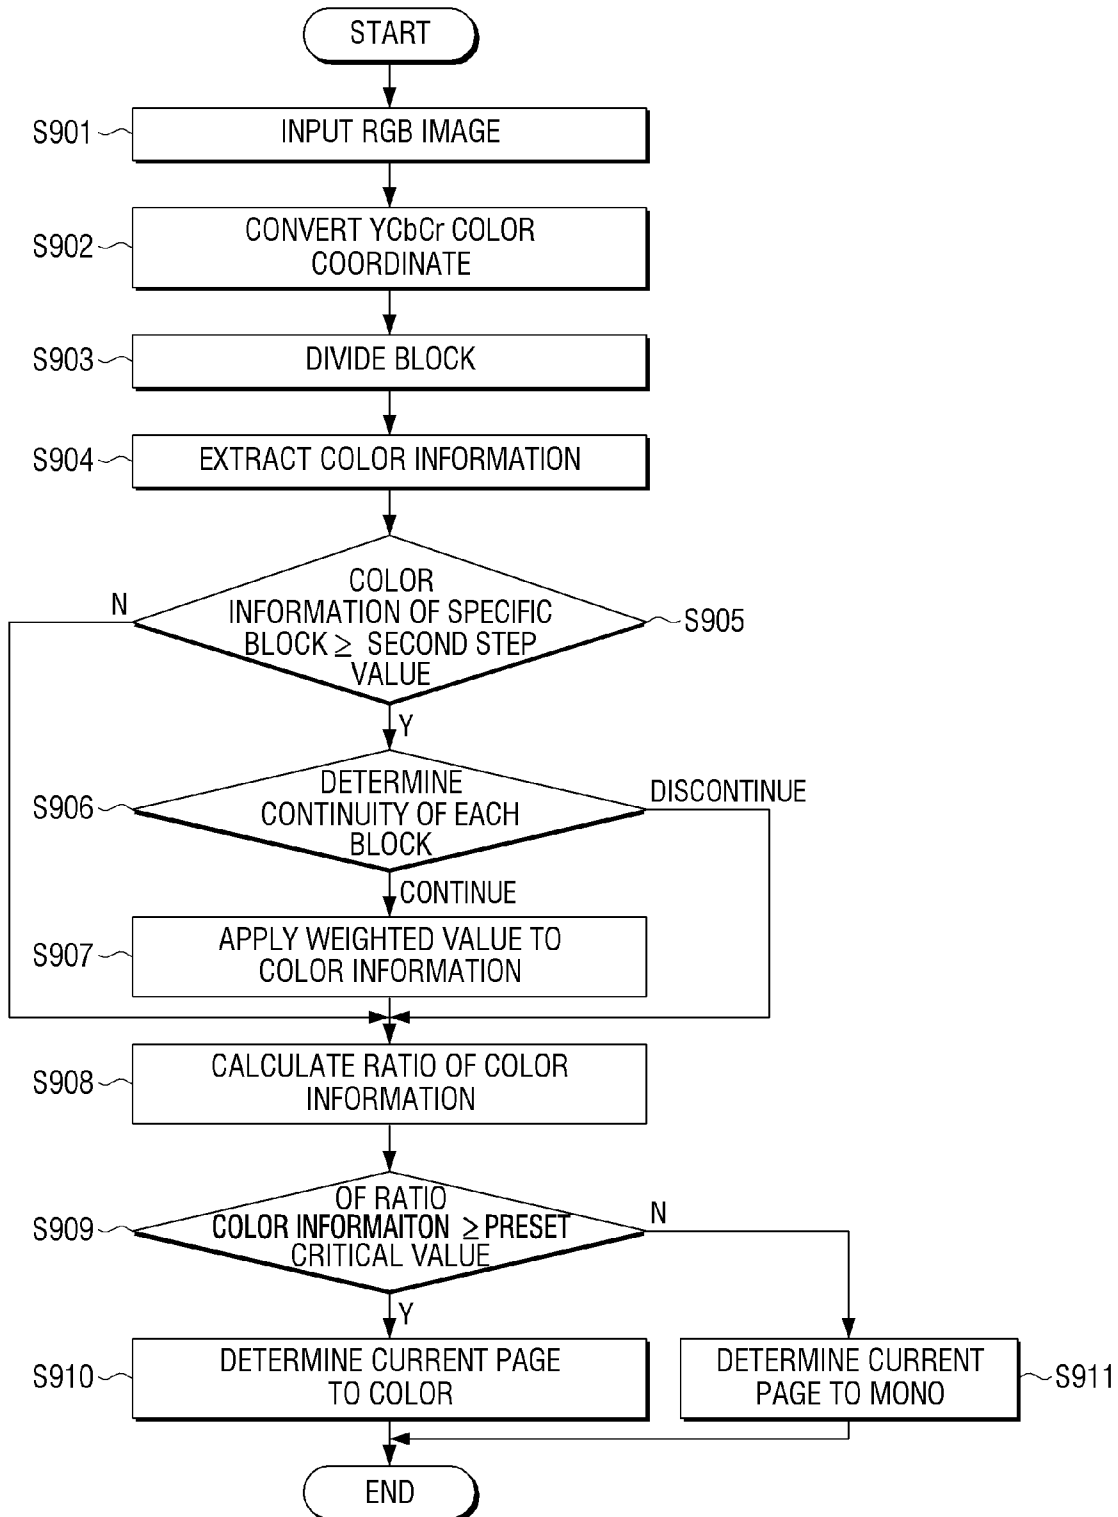 START
S901
INPUT RGB IMAGE
S902
CONVERT YCbCr COLOR
COORDINATE
S903
DIVIDE BLOCK
S904
EXTRACT COLOR INFORMATION
COLOR
INFORMATION OF SPECIFIC
BLOCK ≥ SECOND STEP
VALUE
S905
N
Y
S906
DETERMINE
CONTINUITY OF EACH
BLOCK
DISCONTINUE
CONTINUE
S907
APPLY WEIGHTED VALUE TO
COLOR INFORMATION
S908
CALCULATE RATIO OF COLOR
INFORMATION
S909
OF RATIO
COLOR INFORMAITON ≥ PRESET
CRITICAL VALUE
N
Y
S910
DETERMINE CURRENT PAGE
TO COLOR
DETERMINE CURRENT
PAGE TO MONO
S911
END